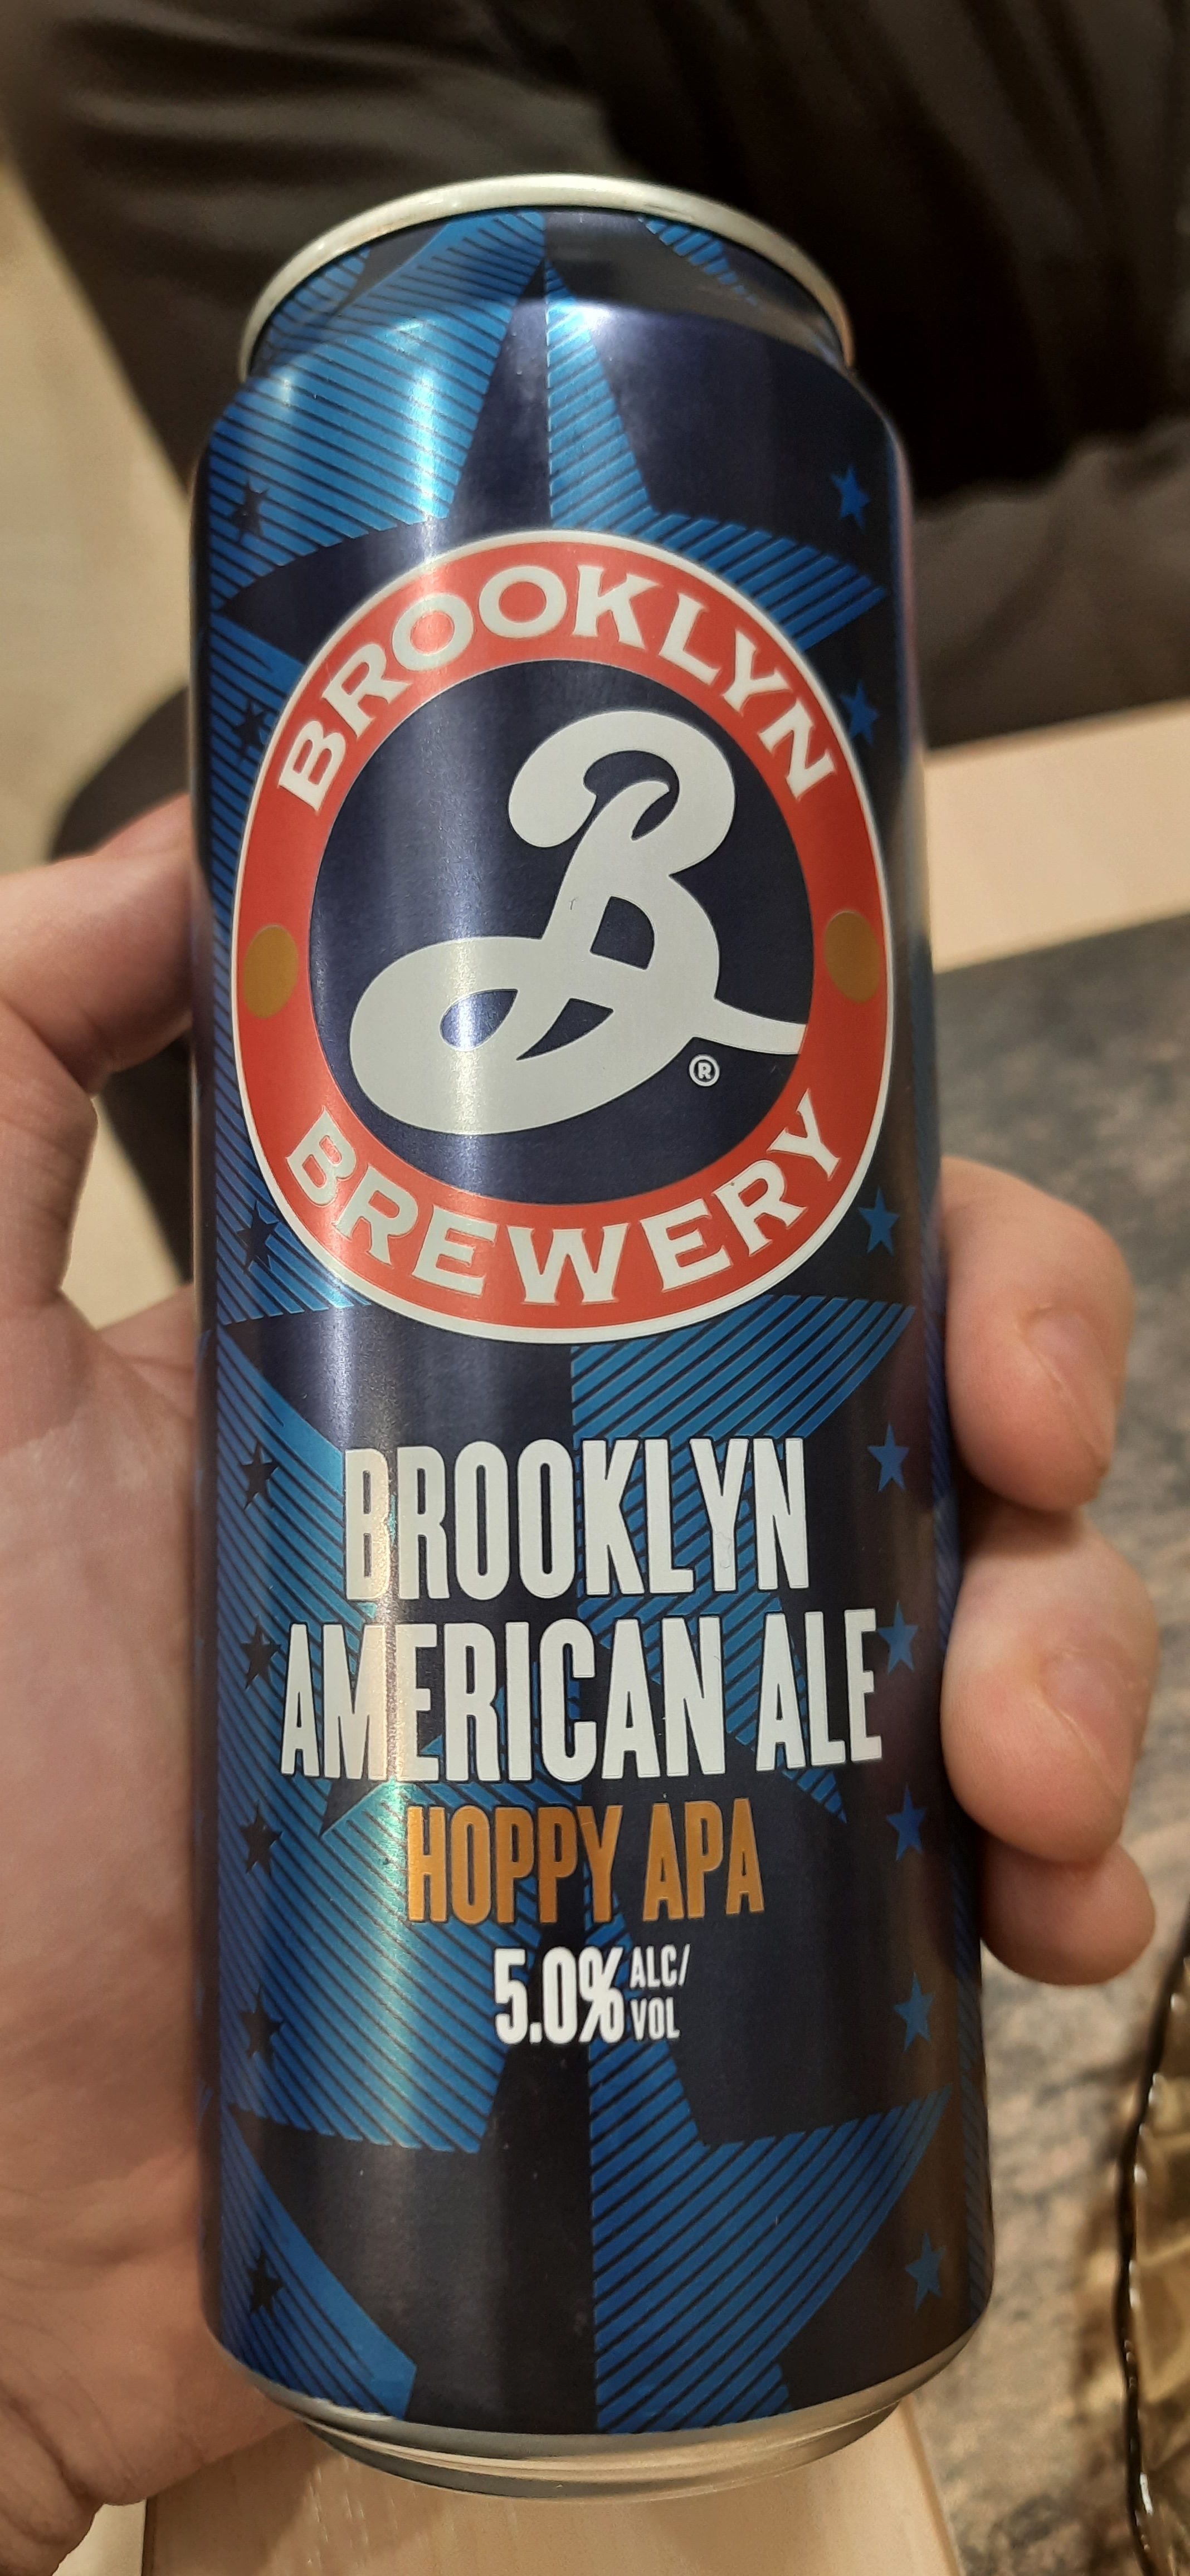 BROOKLYN
B
®
BREWERY
BROOKLYN
AMERICAN ALE
HOPPY APA
5.0% ALC/
VOL